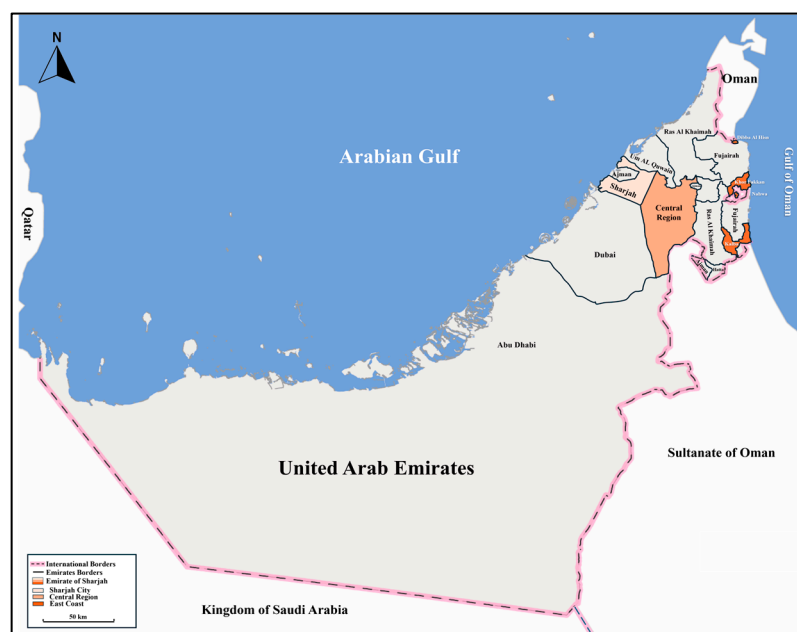 N
Oman
Ras Al Khaimah
Fujairah
Um AL Quwain
Ajman
Sharjah
Arabian Gulf
Gulf of Oman
Qatar
Central
Region
Ras Al Khaimah
Fujairah
Dubai
Ajman
Abu Dhabi
Sultanate of Oman
United Arab Emirates
Kingdom of Saudi Arabia
International Borders
Emirates Borders
Emirate of Sharjah
Sharjah City
Central Region
East Coast
50 km